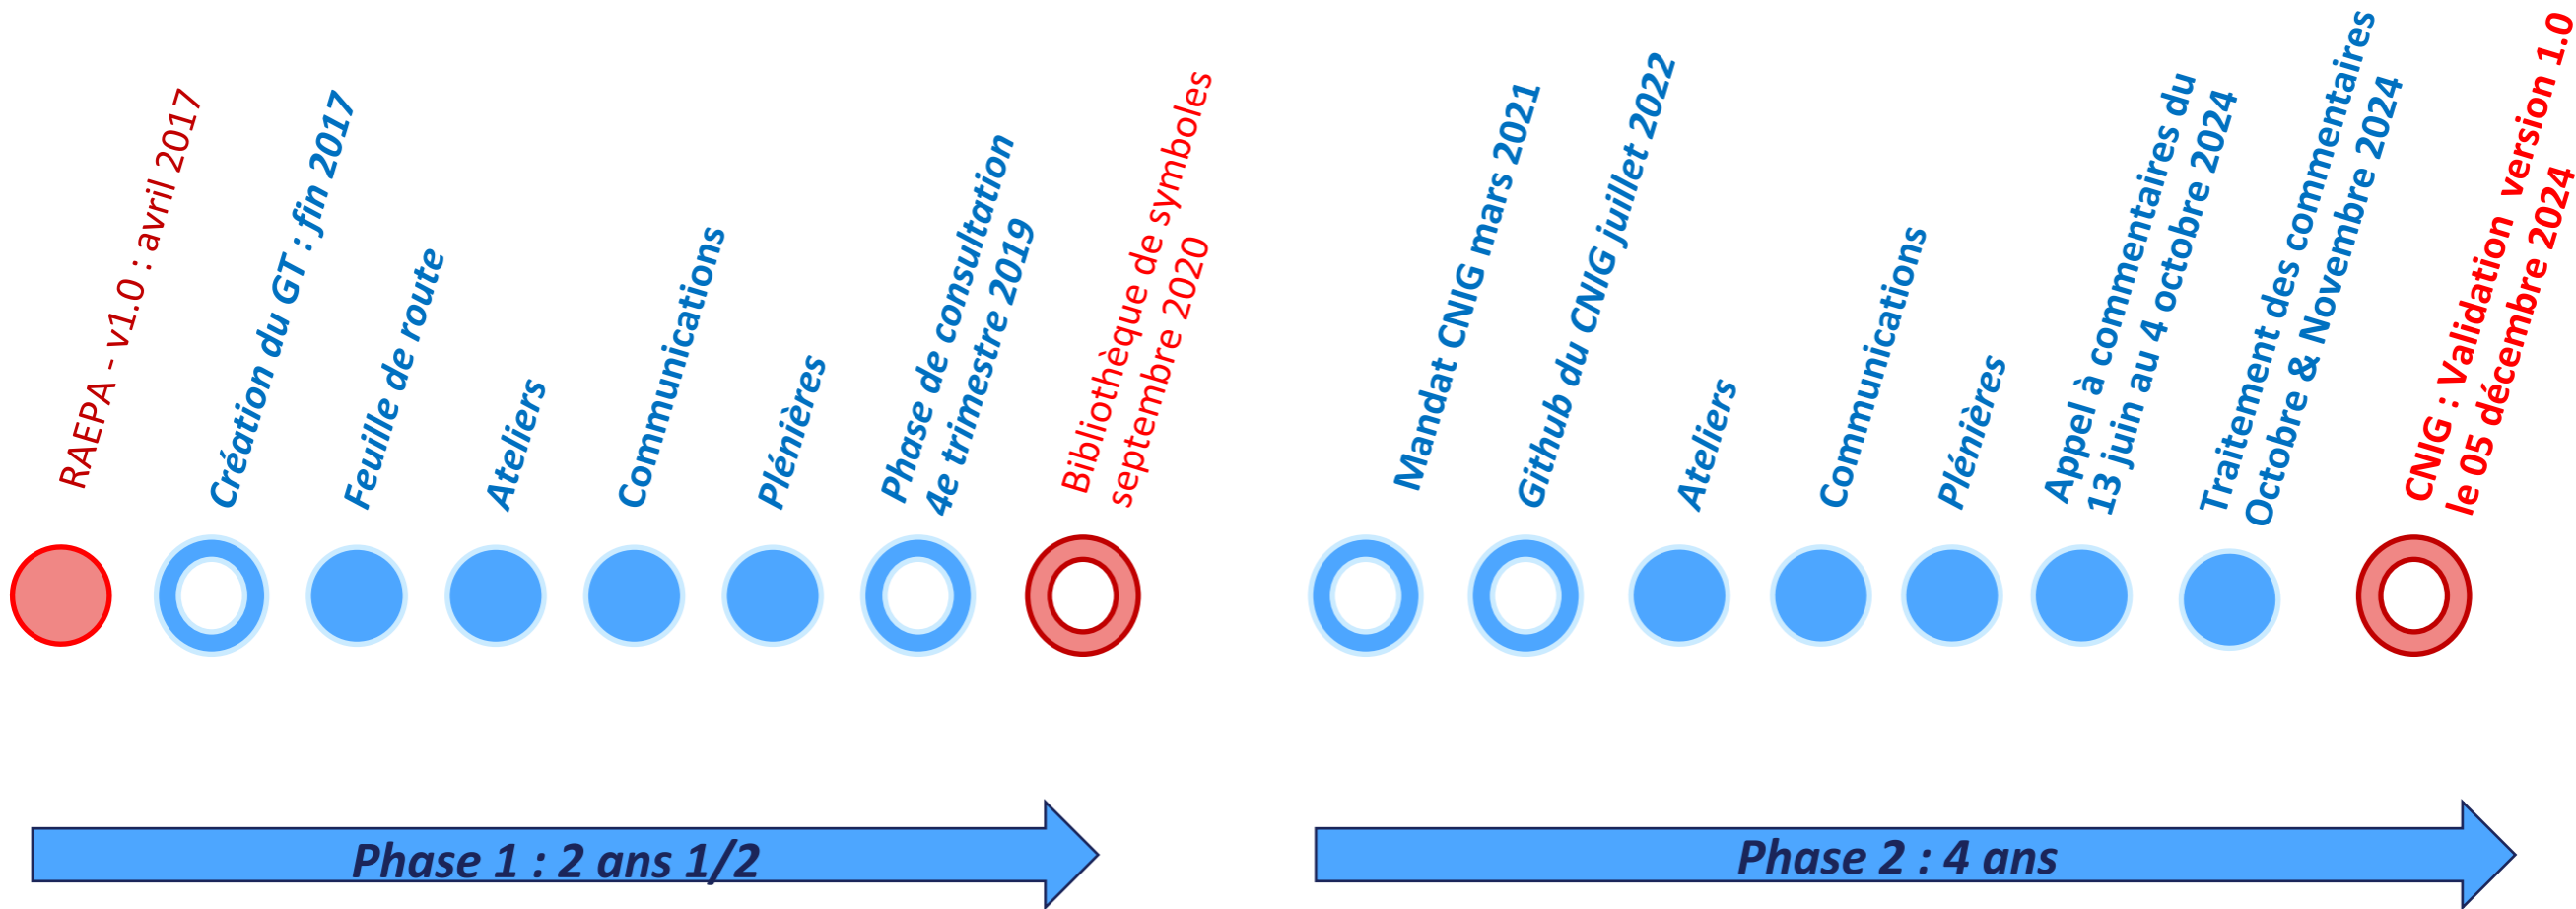 RAEPA - v1.0 : avril 2017
Création du GT : fin 2017
Feuille de route
Ateliers
Communications
Plénières
Phase de consultation
4e trimestre 2019
Bibliothèque de symboles
septembre 2020
Mandat CNIG mars 2021
Github du CNIG juillet 2022
Ateliers
Communications
Plénières
Appel à commentaires du
13 juin au 4 octobre 2024
Traitement des commentaires
Octobre & Novembre 2024
CNIG : Validation version 1.0
le 05 décembre 2024
Phase 1 : 2 ans 1/2
Phase 2 : 4 ans